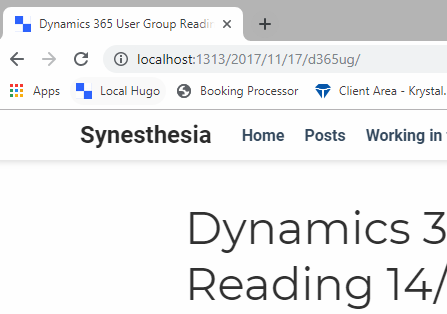 Dynamics 365 User Group Readin
localhost:1313/2017/11/17/d365ug/
Apps Local Hugo Booking Processor Client Area - Krystal.
Synesthesia Home Posts Working in
Dynamics 3
Reading 14/